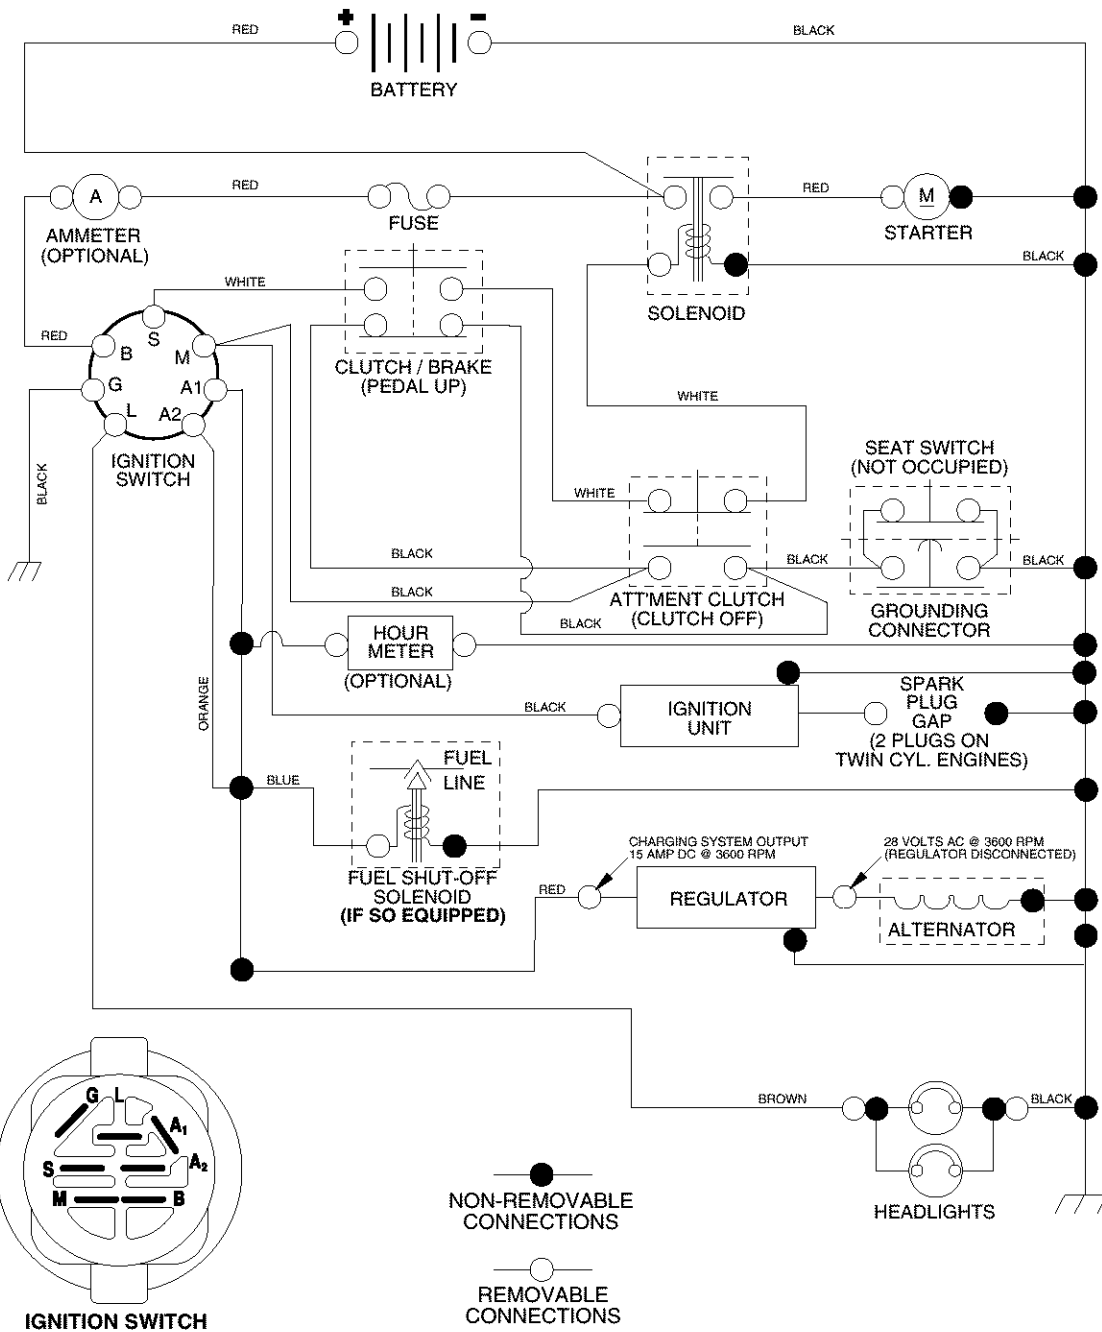 + -
RED
BLACK
BATTERY
A
RED
RED
M
FUSE
AMMETER
(OPTIONAL)
STARTER
BLACK
WHITE
SOLENOID
S
RED
B
M
CLUTCH / BRAKE
(PEDAL UP)
G
A1
L
A2
WHITE
IGNITION
SWITCH
BLACK
SEAT SWITCH
(NOT OCCUPIED)
WHITE
BLACK
BLACK
BLACK
BLACK
ATT'MENT CLUTCH
(CLUTCH OFF)
GROUNDING
CONNECTOR
BLACK
HOUR
METER
(OPTIONAL)
ORANGE
BLACK
IGNITION
UNIT
SPARK
PLUG
GAP
(2 PLUGS ON
TWIN CYL. ENGINES)
FUEL
LINE
BLUE
FUEL SHUT-OFF
SOLENOID
(IF SO EQUIPPED)
CHARGING SYSTEM OUTPUT
15 AMP DC @ 3600 RPM
28 VOLTS AC @ 3600 RPM
(REGULATOR DISCONNECTED)
RED
REGULATOR
ALTERNATOR
BROWN
BLACK
HEADLIGHTS
G L
A1
S
A2
M
B
IGNITION SWITCH
NON-REMOVABLE
CONNECTIONS
REMOVABLE
CONNECTIONS